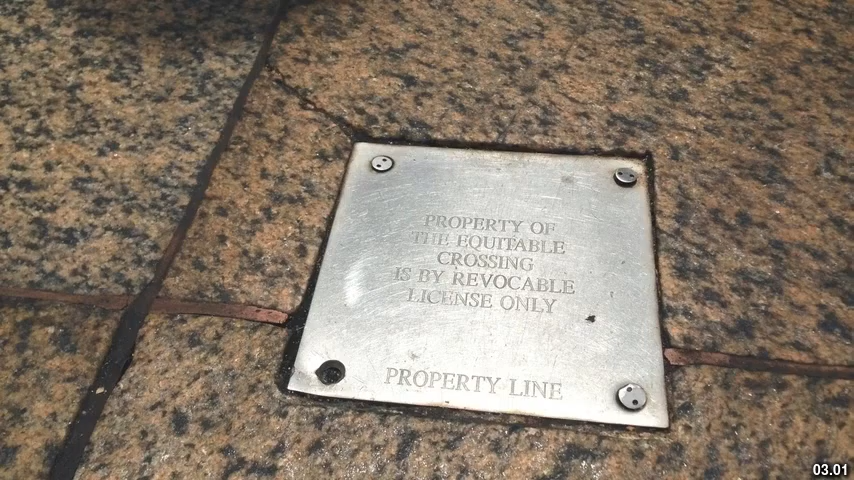 PROPERTY OF
THE EQUITABLE
CROSSING
IS BY REVOCABLE
LICENSE ONLY
PROPERTY LINE
03.01